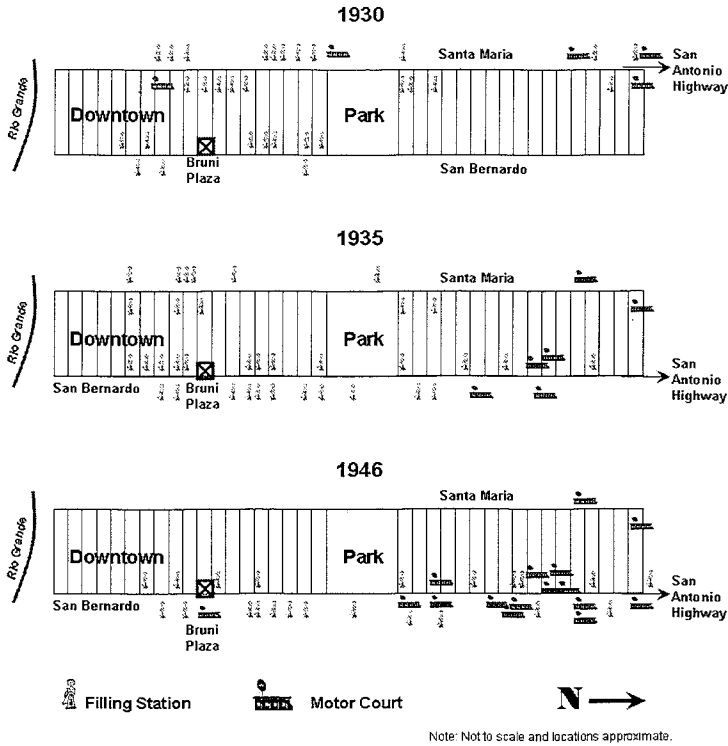 1930
Santa Maria
San
Antonio
Highway
Rio Grande
Downtown
Park
Bruni
Plaza
San Bernardo
1935
Santa Maria
Rio Grande
Downtown
Park
San Bernardo
Bruni
Plaza
San
Antonio
Highway
1946
Santa Maria
Rio Grande
Downtown
Park
San Bernardo
Bruni
Plaza
San
Antonio
Highway
Filling Station
Motor Court
N
Note: Not to scale and locations approximate.